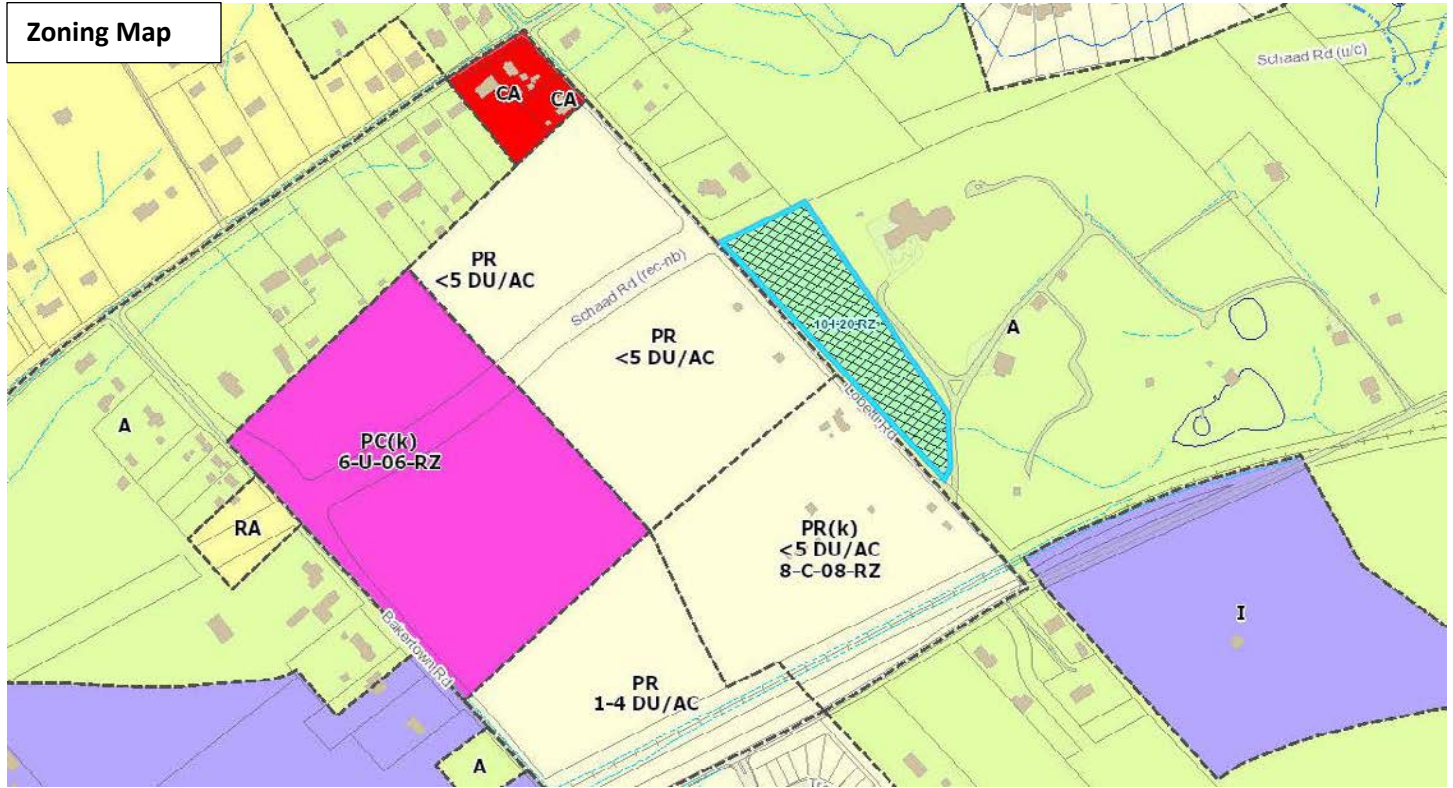 Zoning Map
Schaad Rd (u/c)
CA
CA
PR
<5 DU/AC
Schaad Rd (rec-nb)
10-I-20-RZ
A
PR
<5 DU/AC
Lobetti Rd
A
PC(k)
6-U-06-RZ
RA
PR(k)
<5 DU/AC
8-C-08-RZ
I
Bakertown Rd
PR
1-4 DU/AC
A